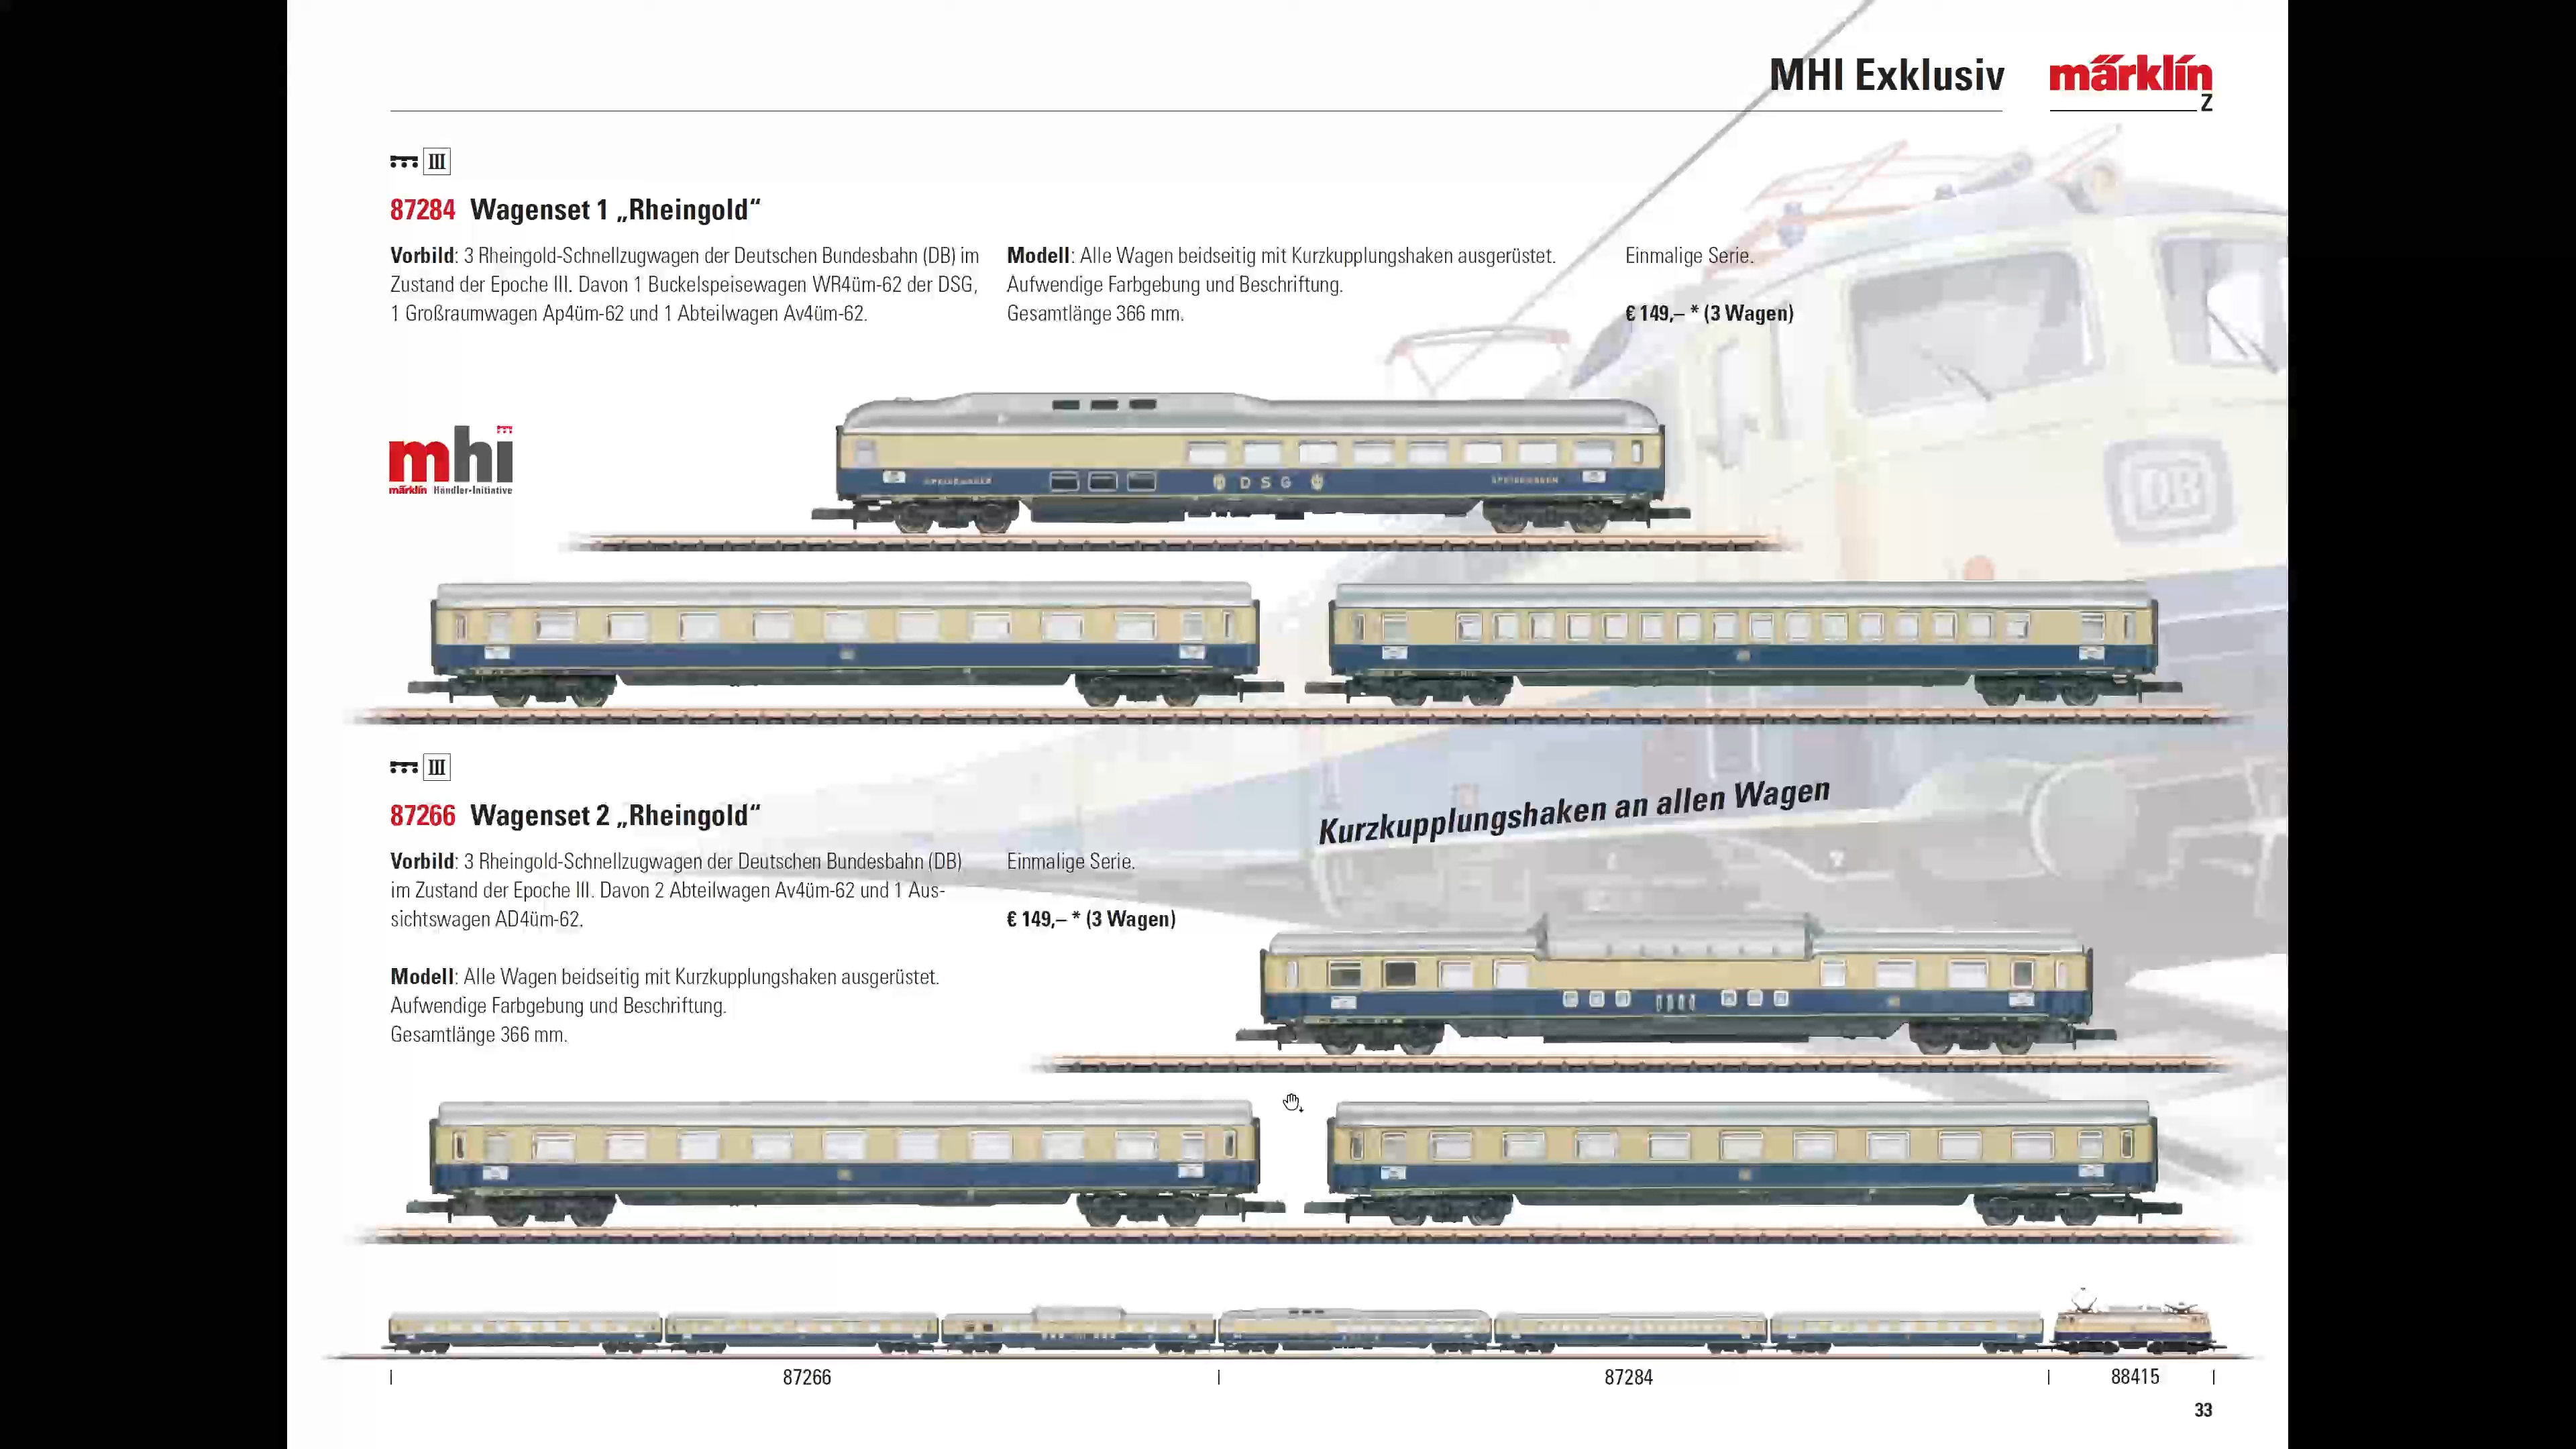 MHI Exklusiv
märklin
Z
III
87284 Wagenset 1 „Rheingold“
Vorbild: 3 Rheingold-Schnellzugwagen der Deutschen Bundesbahn (DB) im
Zustand der Epoche III. Davon 1 Buckelspeisewagen WR4üm-62 der DSG,
1 Großraumwagen Ap4üm-62 und 1 Abteilwagen Av4üm-62.
Modell: Alle Wagen beidseitig mit Kurzkupplungshaken ausgerüstet.
Aufwendige Farbgebung und Beschriftung.
Gesamtlänge 366 mm.
Einmalige Serie.
€ 149,– * (3 Wagen)
mhi
märklin Händler-Initiative
SPEISEWAGEN
DSG
SPEISEWAGEN
DB
III
87266 Wagenset 2 „Rheingold“
Vorbild: 3 Rheingold-Schnellzugwagen der Deutschen Bundesbahn (DB)
im Zustand der Epoche III. Davon 2 Abteilwagen Av4üm-62 und 1 Aus-
sichtswagen AD4üm-62.
Modell: Alle Wagen beidseitig mit Kurzkupplungshaken ausgerüstet.
Aufwendige Farbgebung und Beschriftung.
Gesamtlänge 366 mm.
Einmalige Serie.
€ 149,– * (3 Wagen)
Kurzkupplungshaken an allen Wagen
87266
87284
88415
33